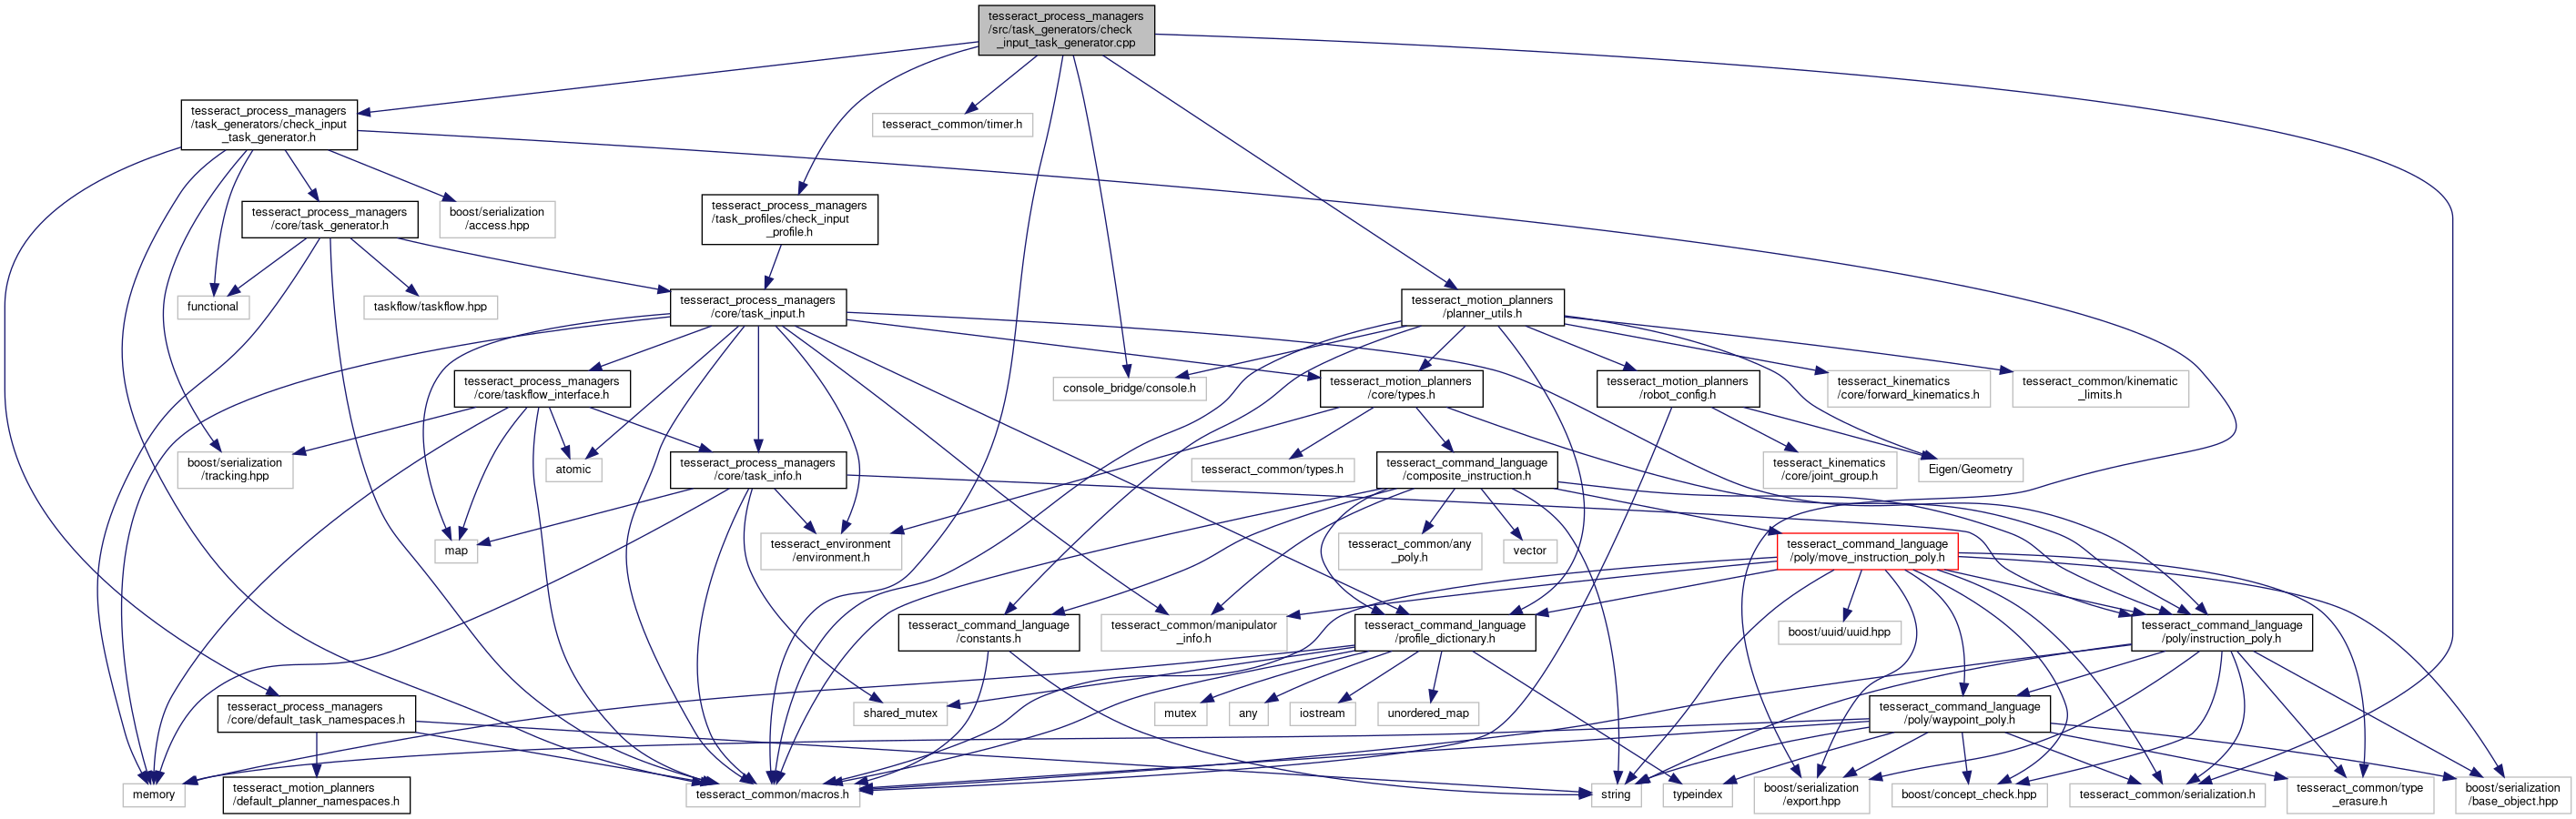 tesseract_process_managers
/src/task_generators/check
_input_task_generator.cpp
tesseract_process_managers
/task_generators/check_input
_task_generator.h
tesseract_common/timer.h
tesseract_process_managers
/core/task_generator.h
boost/serialization
/access.hpp
tesseract_process_managers
/task_profiles/check_input
_profile.h
functional
taskflow/taskflow.hpp
tesseract_process_managers
/core/task_input.h
tesseract_motion_planners
/planner_utils.h
tesseract_process_managers
/core/taskflow_interface.h
console_bridge/console.h
tesseract_motion_planners
/core/types.h
tesseract_motion_planners
/robot_config.h
tesseract_kinematics
/core/forward_kinematics.h
tesseract_common/kinematic
_limits.h
boost/serialization
/tracking.hpp
atomic
tesseract_process_managers
/core/task_info.h
tesseract_common/types.h
tesseract_command_language
/composite_instruction.h
tesseract_kinematics
/core/joint_group.h
Eigen/Geometry
map
tesseract_environment
/environment.h
tesseract_common/any
_poly.h
vector
tesseract_command_language
/poly/move_instruction_poly.h
tesseract_command_language
/constants.h
tesseract_common/manipulator
_info.h
tesseract_command_language
/profile_dictionary.h
boost/uuid/uuid.hpp
tesseract_command_language
/poly/instruction_poly.h
tesseract_process_managers
/core/default_task_namespaces.h
shared_mutex
mutex
any
iostream
unordered_map
tesseract_command_language
/poly/waypoint_poly.h
memory
tesseract_motion_planners
/default_planner_namespaces.h
tesseract_common/macros.h
string
typeindex
boost/serialization
/export.hpp
boost/concept_check.hpp
tesseract_common/serialization.h
tesseract_common/type
_erasure.h
boost/serialization
/base_object.hpp